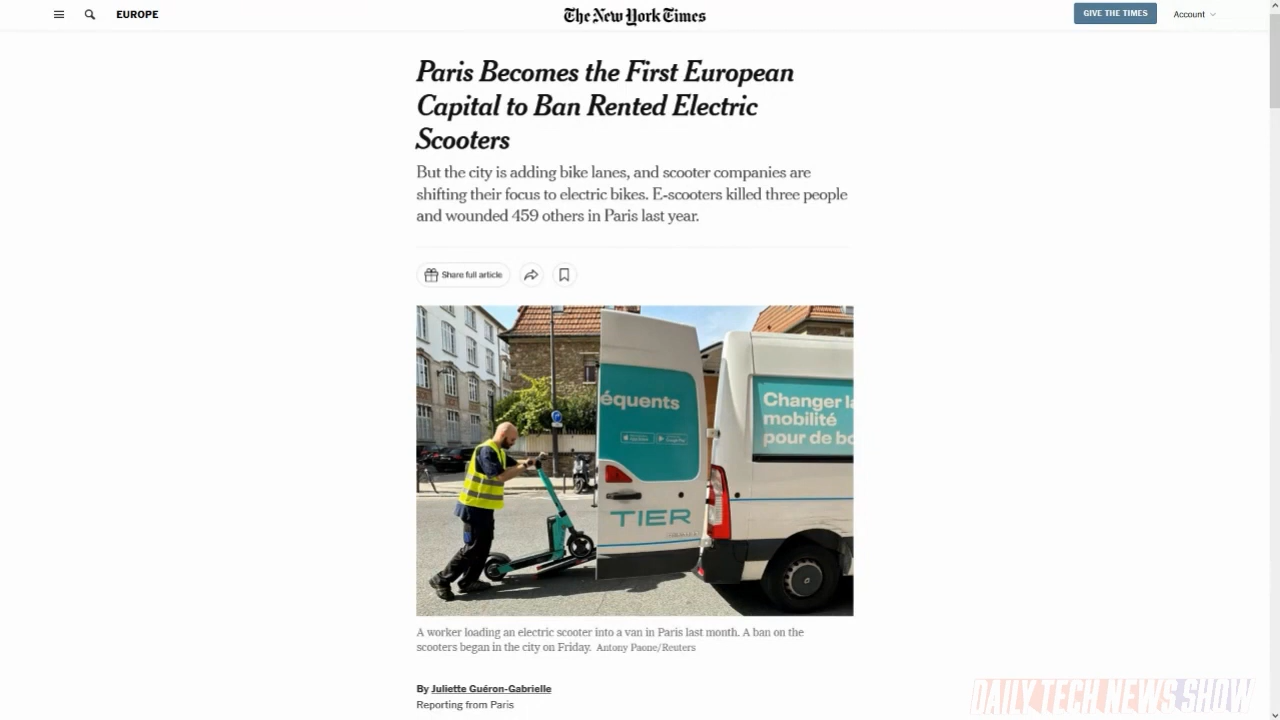 EUROPE
The New York Times
GIVE THE TIMES
Account
Paris Becomes the First European
Capital to Ban Rented Electric
Scooters
But the city is adding bike lanes, and scooter companies are
shifting their focus to electric bikes. E-scooters killed three people
and wounded 459 others in Paris last year.
Share full article
équents
App Store
Google Play
TIER
Changer la
mobilité
pour de bo
A worker loading an electric scooter into a van in Paris last month. A ban on the
scooters began in the city on Friday. Antony Paone/Reuters
By Juliette Guéron-Gabrielle
Reporting from Paris
DAILY TECH NEWS SHOW